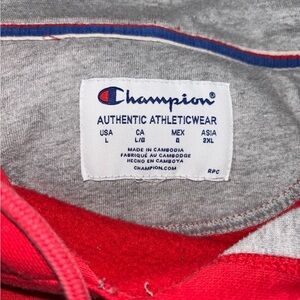 Champion®
AUTHENTIC ATHLETICWEAR
USA CA MEX ASIA
L L/G G 2XL
MADE IN CAMBODIA
FABRIQUÉ AU CAMBODGE
HECHO EN CAMBOYA
CHAMPION.COM
RPC